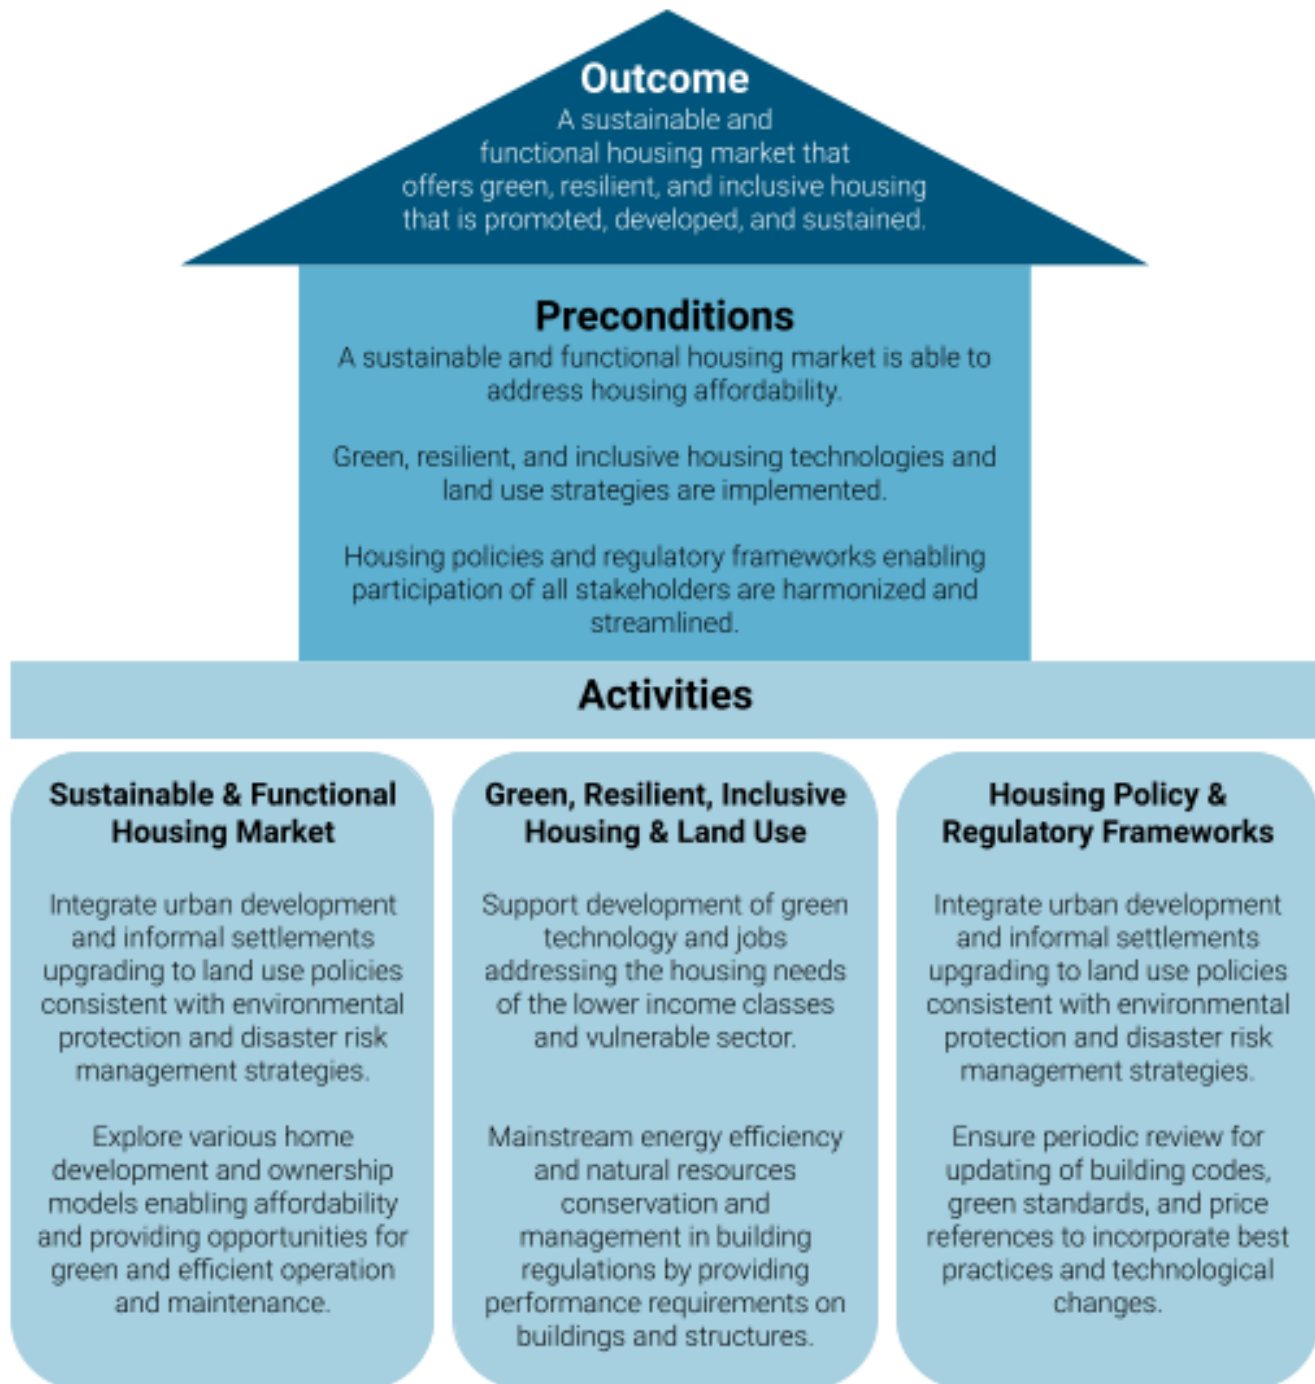 Outcome
A sustainable and
functional housing market that
offers green, resilient, and inclusive housing
that is promoted, developed, and sustained.
Preconditions
A sustainable and functional housing market is able to
address housing affordability.
Green, resilient, and inclusive housing technologies and
land use strategies are implemented.
Housing policies and regulatory frameworks enabling
participation of all stakeholders are harmonized and
streamlined.
Activities
Sustainable & Functional
Housing Market
Integrate urban development
and informal settlements
upgrading to land use policies
consistent with environmental
protection and disaster risk
management strategies.
Explore various home
development and ownership
models enabling affordability
and providing opportunities for
green and efficient operation
and maintenance.
Green, Resilient, Inclusive
Housing & Land Use
Support development of green
technology and jobs
addressing the housing needs
of the lower income classes
and vulnerable sector.
Mainstream energy efficiency
and natural resources
conservation and
management in building
regulations by providing
performance requirements on
buildings and structures.
Housing Policy &
Regulatory Frameworks
Integrate urban development
and informal settlements
upgrading to land use policies
consistent with environmental
protection and disaster risk
management strategies.
Ensure periodic review for
updating of building codes,
green standards, and price
references to incorporate best
practices and technological
changes.